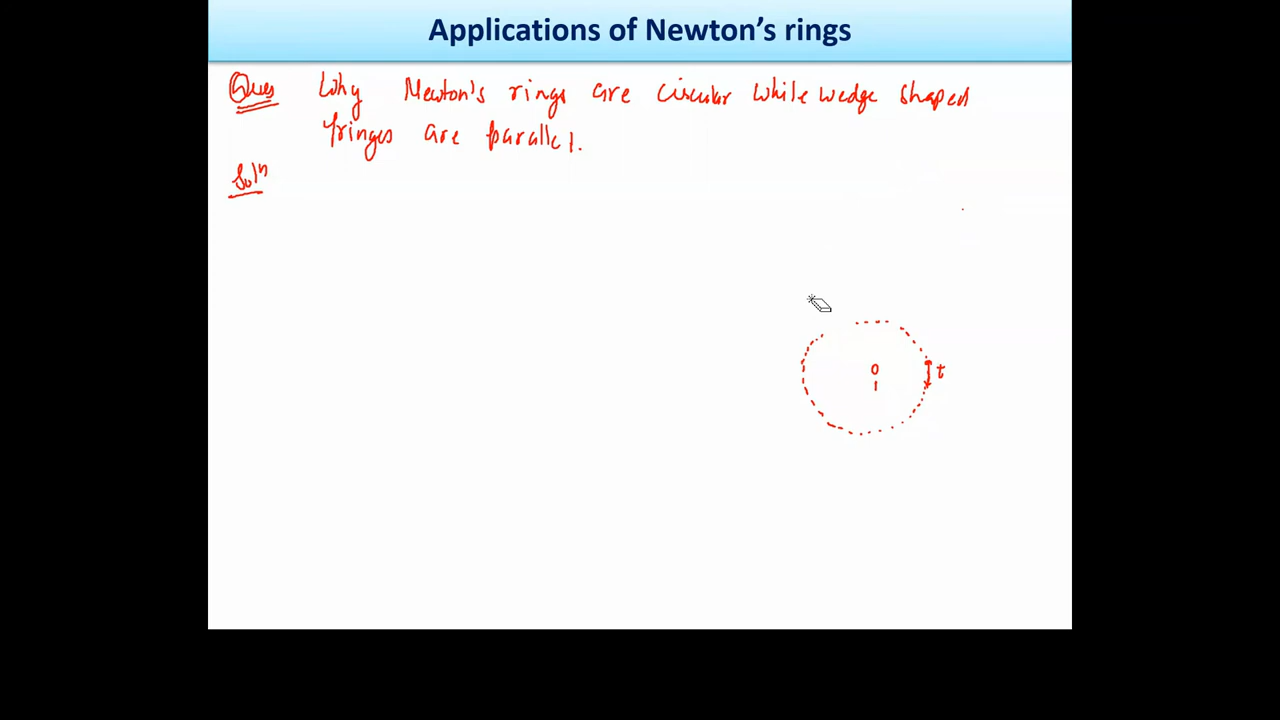 Applications of Newton's rings
Ques Why Newton's rings are circular while wedge shaped
fringes are parallel.
Solⁿ
O
t